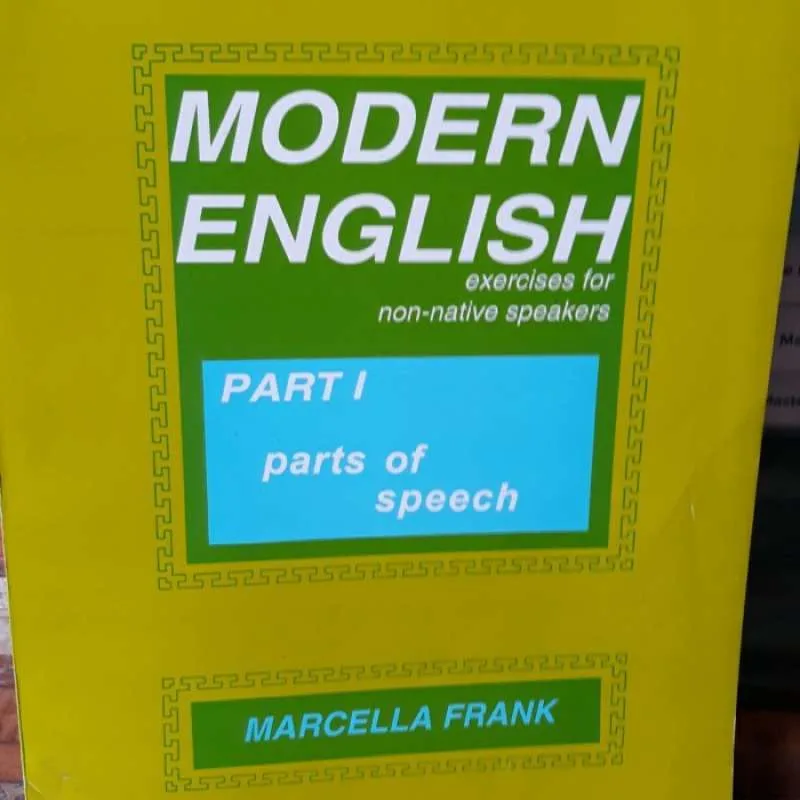 MODERN
ENGLISH
exercises for
non-native speakers
PART I
parts of
speech
MARCELLA FRANK